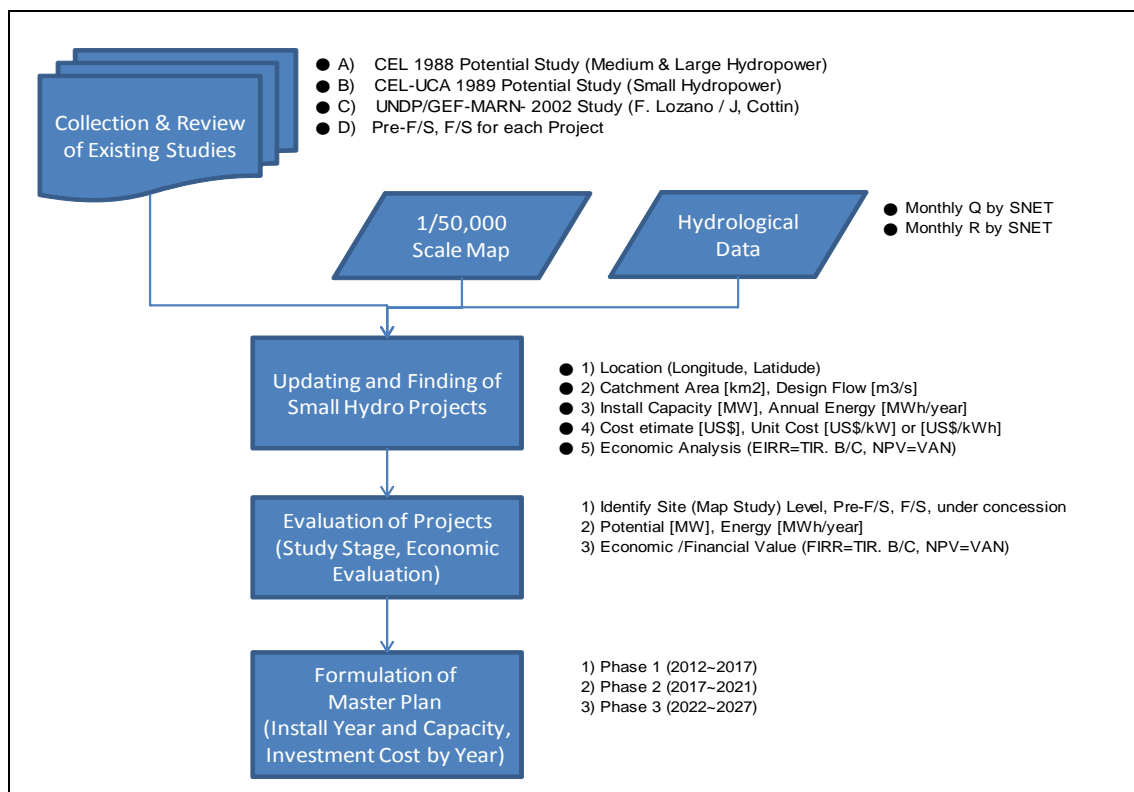 Collection & Review
of Existing Studies
● A) CEL 1988 Potential Study (Medium & Large Hydropower)
● B) CEL-UCA 1989 Potential Study (Small Hydropower)
● C) UNDP/GEF-MARN- 2002 Study (F. Lozano / J, Cottin)
● D) Pre-F/S, F/S for each Project
1/50,000
Scale Map
Hydrological
Data
● Monthly Q by SNET
● Monthly R by SNET
Updating and Finding of
Small Hydro Projects
● 1) Location (Longitude, Latidude)
● 2) Catchment Area [km2], Design Flow [m3/s]
● 3) Install Capacity [MW], Annual Energy [MWh/year]
● 4) Cost etimate [US$], Unit Cost [US$/kW] or [US$/kWh]
● 5) Economic Analysis (EIRR=TIR. B/C, NPV=VAN)
Evaluation of Projects
(Study Stage, Economic
Evaluation)
1) Identify Site (Map Study) Level, Pre-F/S, F/S, under concession
2) Potential [MW], Energy [MWh/year]
3) Economic /Financial Value (FIRR=TIR. B/C, NPV=VAN)
Formulation of
Master Plan
(Install Year and Capacity,
Investment Cost by Year)
1) Phase 1 (2012~2017)
2) Phase 2 (2017~2021)
3) Phase 3 (2022~2027)